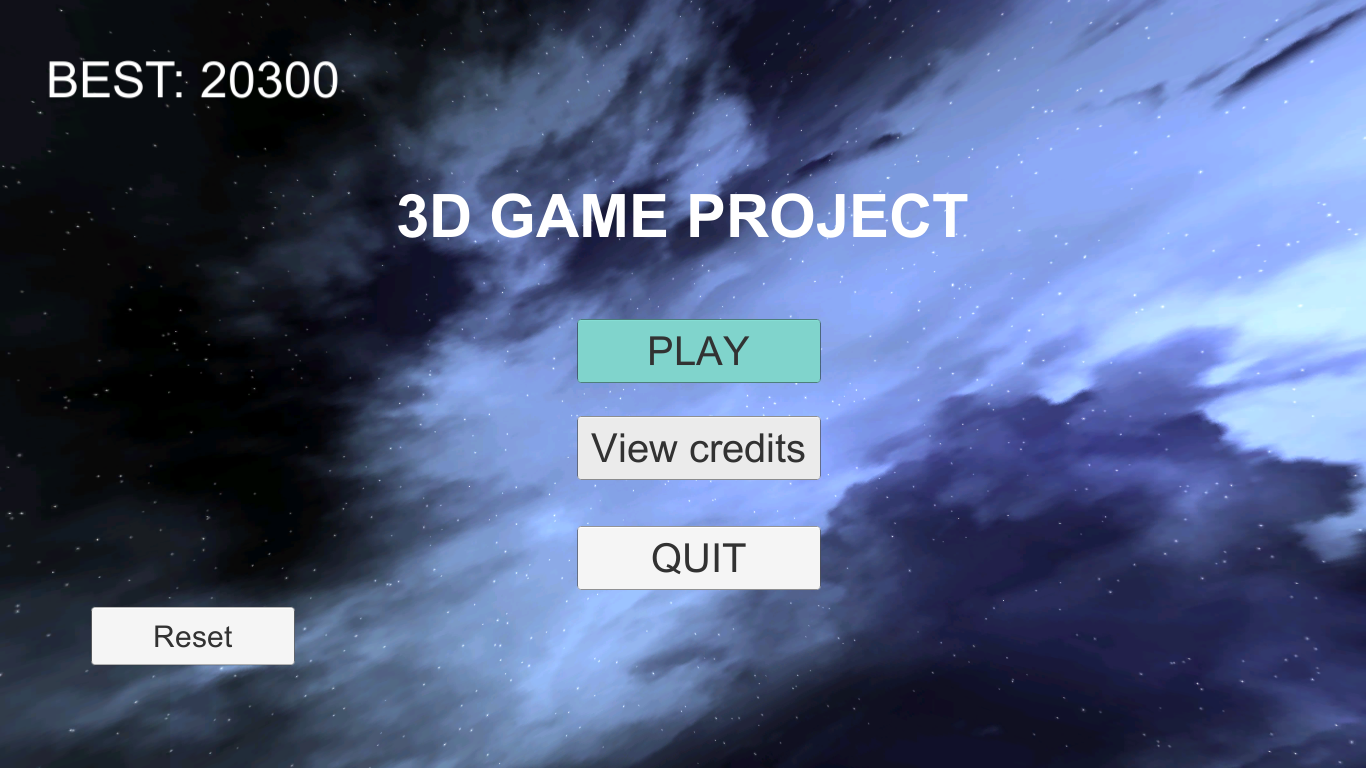 BEST: 20300
3D GAME PROJECT
PLAY
View credits
QUIT
Reset